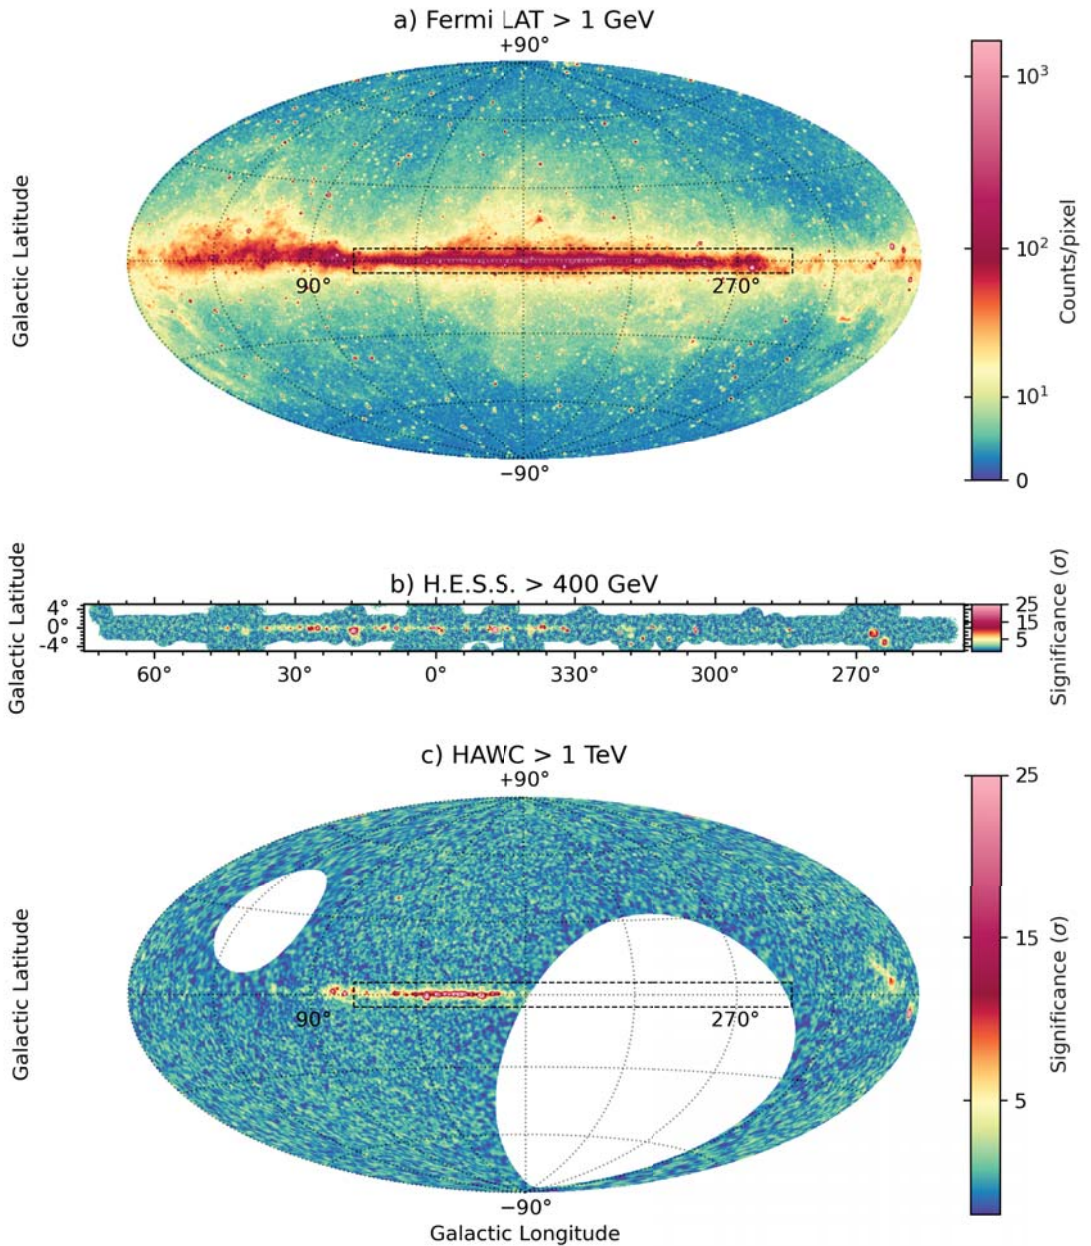 a) Fermi LAT > 1 GeV
+90°
Galactic Latitude
90°
270°
−90°
10³
10²
10¹
0
Counts/pixel
b) H.E.S.S. > 400 GeV
Galactic Latitude
4°
0°
-4°
60°
30°
0°
330°
300°
270°
25
15
5
Significance (σ)
c) HAWC > 1 TeV
+90°
Galactic Latitude
90°
270°
−90°
Galactic Longitude
25
15
5
Significance (σ)